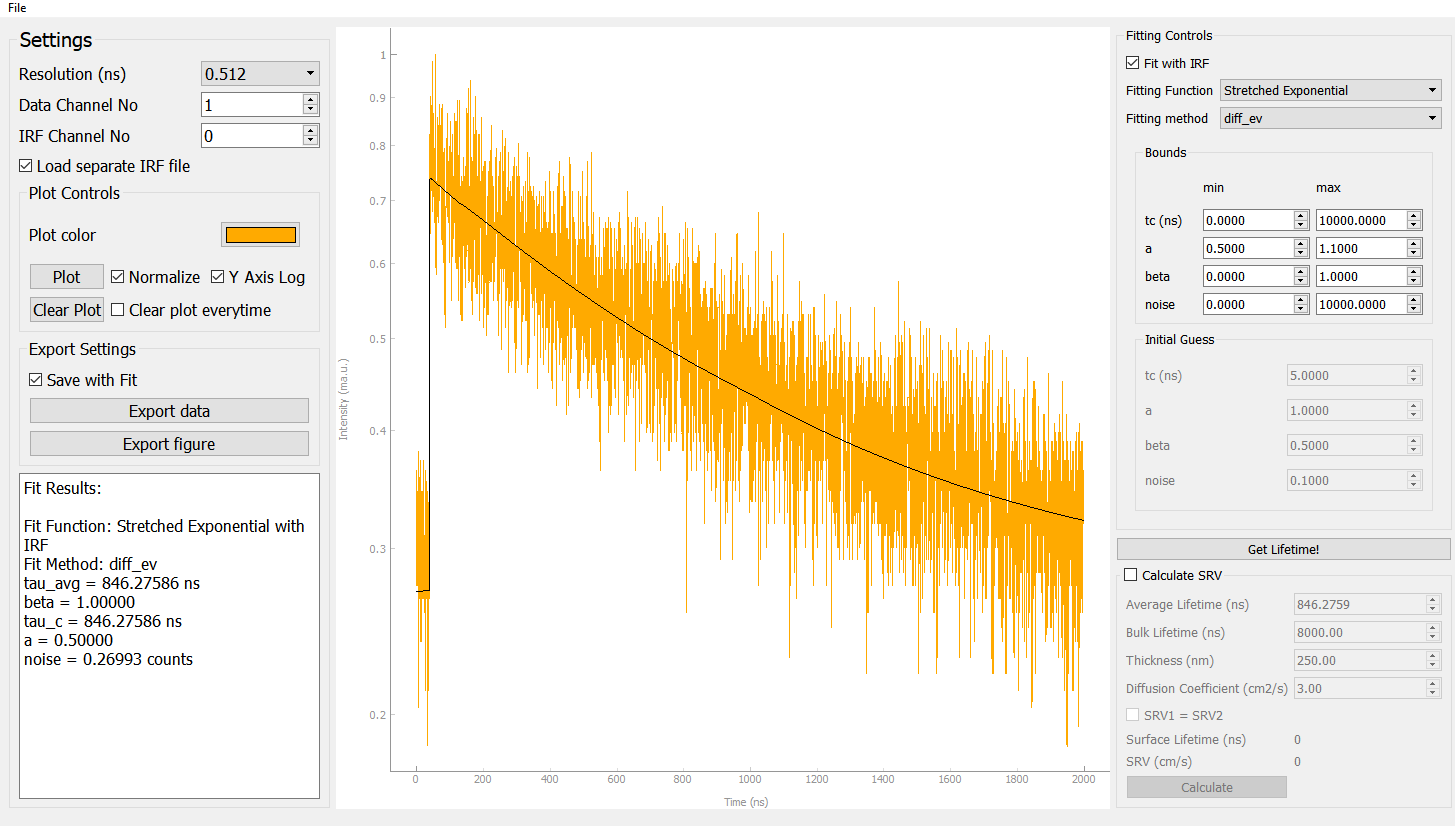 File
Settings
Resolution (ns) 0.512
Data Channel No 1
IRF Channel No 0
Load separate IRF file
Plot Controls
Plot color
Plot Normalize Y Axis Log
Clear Plot Clear plot everytime
Export Settings
Save with Fit
Export data
Export figure
Fit Results:
Fit Function: Stretched Exponential with
IRF
Fit Method: diff_ev
tau_avg = 846.27586 ns
beta = 1.00000
tau_c = 846.27586 ns
a = 0.50000
noise = 0.26993 counts
Intensity (ma.u.)
1
0.9
0.8
0.7
0.6
0.5
0.4
0.3
0.2
0 200 400 600 800 1000 1200 1400 1600 1800 2000
Time (ns)
Fitting Controls
Fit with IRF
Fitting Function Stretched Exponential
Fitting method diff_ev
Bounds
min max
tc (ns) 0.0000 10000.0000
a 0.5000 1.1000
beta 0.0000 1.0000
noise 0.0000 10000.0000
Initial Guess
tc (ns) 5.0000
a 1.0000
beta 0.5000
noise 0.1000
Get Lifetime!
Calculate SRV
Average Lifetime (ns) 846.2759
Bulk Lifetime (ns) 8000.00
Thickness (nm) 250.00
Diffusion Coefficient (cm2/s) 3.00
SRV1 = SRV2
Surface Lifetime (ns) 0
SRV (cm/s) 0
Calculate